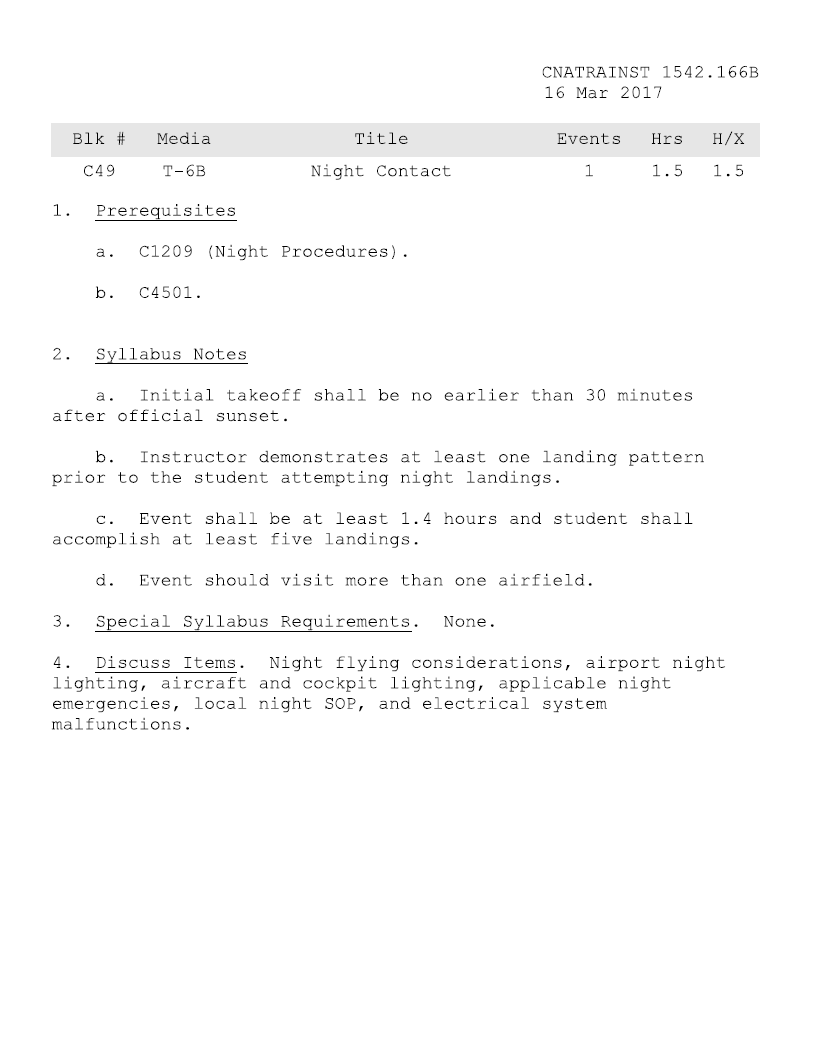 CNATRAINST 1542.166B
16 Mar 2017
Blk # Media Title Events Hrs H/X
C49 T-6B Night Contact 1 1.5 1.5
1. Prerequisites
a. C1209 (Night Procedures).
b. C4501.
2. Syllabus Notes
a. Initial takeoff shall be no earlier than 30 minutes
after official sunset.
b. Instructor demonstrates at least one landing pattern
prior to the student attempting night landings.
c. Event shall be at least 1.4 hours and student shall
accomplish at least five landings.
d. Event should visit more than one airfield.
3. Special Syllabus Requirements. None.
4. Discuss Items. Night flying considerations, airport night
lighting, aircraft and cockpit lighting, applicable night
emergencies, local night SOP, and electrical system
malfunctions.